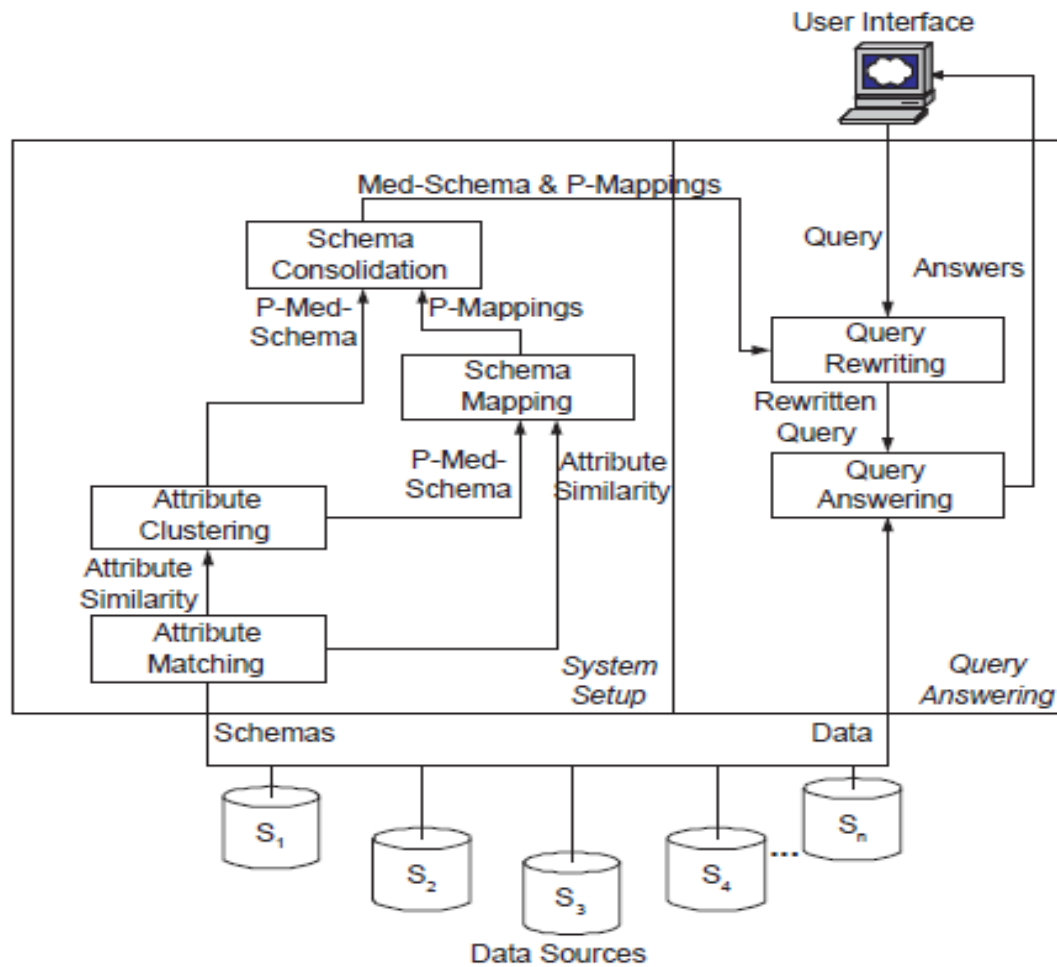 User Interface
Med-Schema & P-Mappings
Schema
Consolidation
Query
Answers
P-Med-
Schema
P-Mappings
Query
Rewriting
Schema
Mapping
Rewritten
Query
P-Med-
Schema
Attribute
Similarity
Query
Answering
Attribute
Clustering
Attribute
Similarity
Attribute
Matching
System
Setup
Query
Answering
Schemas
Data
S1
S2
S3
S4
...
Sn
Data Sources